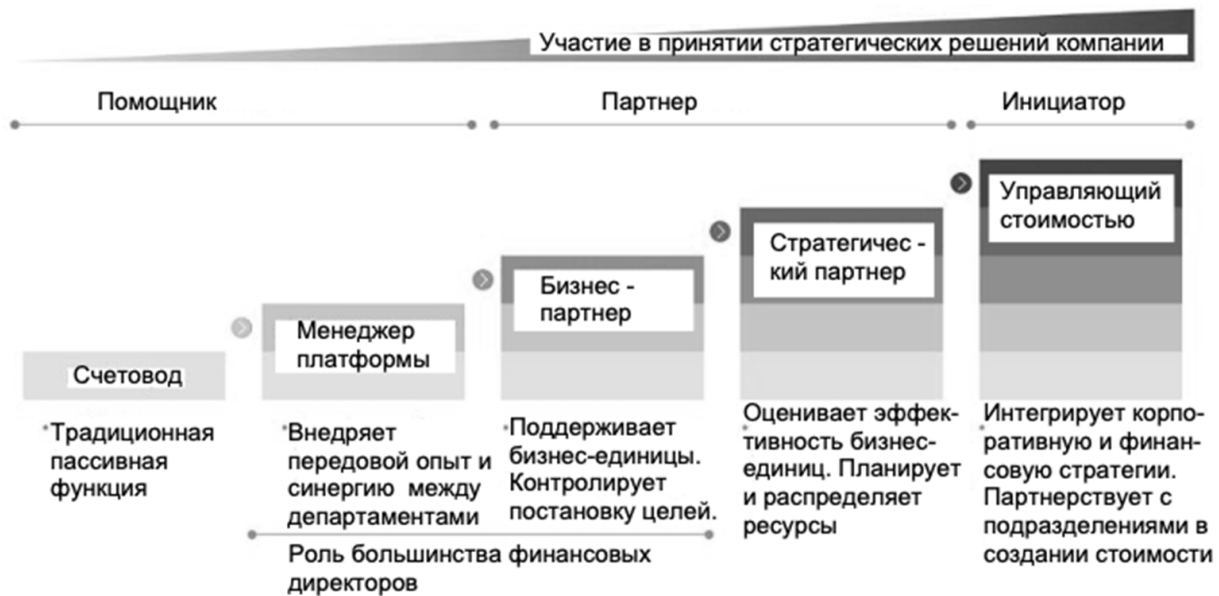 Участие в принятии стратегических решений компании
Помощник
Партнер
Инициатор
Счетовод
Менеджер
платформы
Бизнес -
партнер
Стратегичес -
кий партнер
Управляющий
стоимостью
Традиционная
пассивная
функция
Внедряет
передовой опыт и
синергию между
департаментами
Поддерживает
бизнес-единицы.
Контролирует
постановку целей.
Оценивает эффек-
тивность бизнес-
единиц. Планирует
и распределяет
ресурсы
Интегрирует корпо-
ративную и финан-
совую стратегии.
Партнерствует с
подразделениями в
создании стоимости
Роль большинства финансовых
директоров